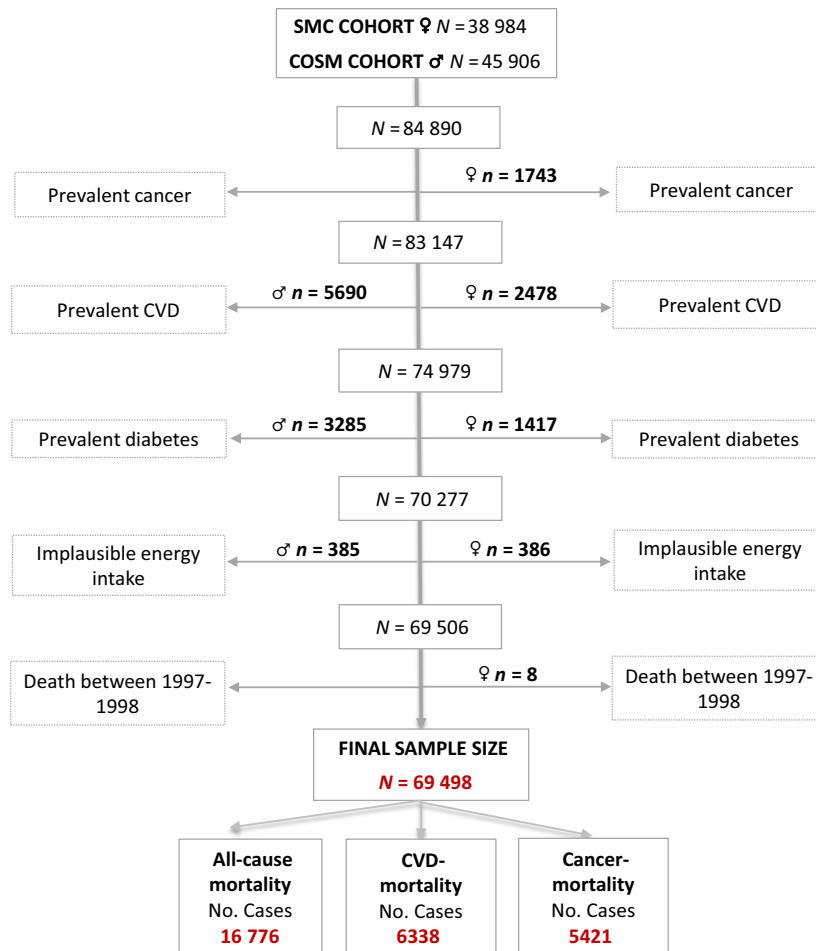 SMC COHORT ♀ N = 38 984
COSM COHORT ♂ N = 45 906
N = 84 890
♀ n = 1743
Prevalent cancer
Prevalent cancer
N = 83 147
♂ n = 5690
♀ n = 2478
Prevalent CVD
Prevalent CVD
N = 74 979
♂ n = 3285
♀ n = 1417
Prevalent diabetes
Prevalent diabetes
N = 70 277
♂ n = 385
♀ n = 386
Implausible energy
intake
Implausible energy
intake
N = 69 506
♀ n = 8
Death between 1997-
1998
Death between 1997-
1998
FINAL SAMPLE SIZE
N = 69 498
All-cause
mortality
No. Cases
16 776
CVD-
mortality
No. Cases
6338
Cancer-
mortality
No. Cases
5421